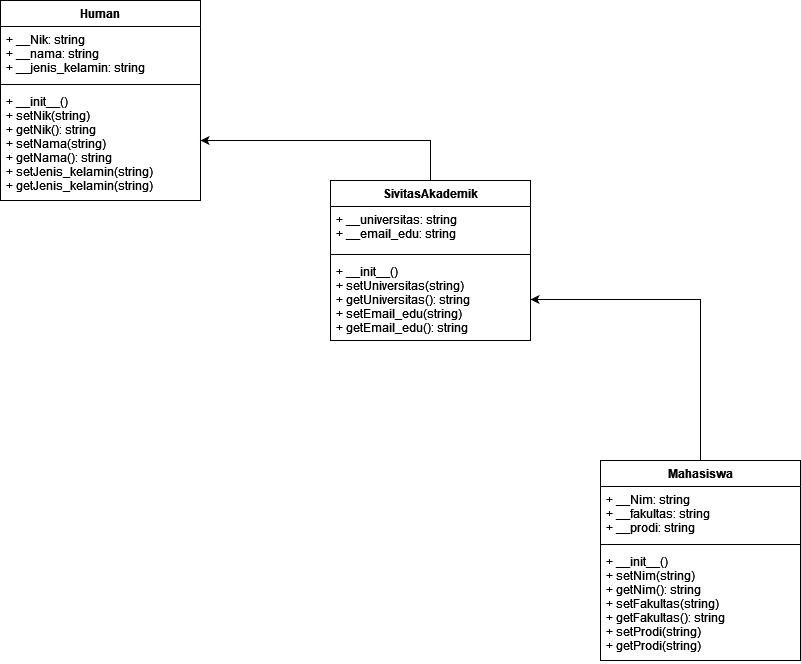 Human
+ __Nik: string
+ __nama: string
+ __jenis_kelamin: string
+ __init__()
+ setNik(string)
+ getNik(): string
+ setNama(string)
+ getNama(): string
+ setJenis_kelamin(string)
+ getJenis_kelamin(string)
SivitasAkademik
+ __universitas: string
+ __email_edu: string
+ __init__()
+ setUniversitas(string)
+ getUniversitas(): string
+ setEmail_edu(string)
+ getEmail_edu(): string
Mahasiswa
+ __Nim: string
+ __fakultas: string
+ __prodi: string
+ __init__()
+ setNim(string)
+ getNim(): string
+ setFakultas(string)
+ getFakultas(): string
+ setProdi(string)
+ getProdi(string)